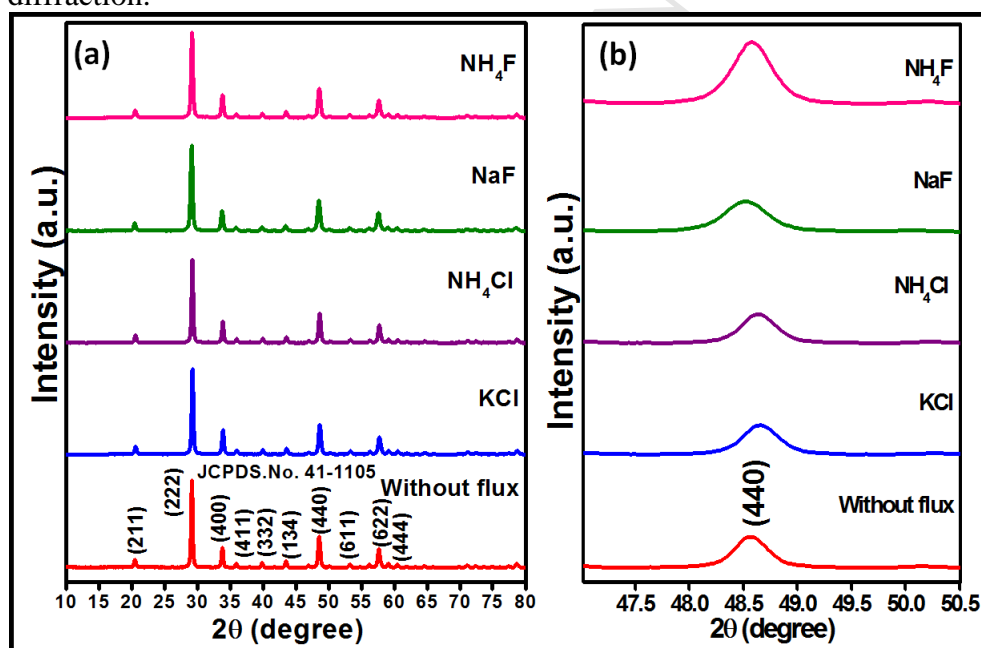 diffraction.
(a)
NH4F
NaF
NH4Cl
KCl
JCPDS.No. 41-1105
Without flux
(211)
(222)
(400)
(411)
(332)
(134)
(440)
(611)
(622)
(444)
10 15 20 25 30 35 40 45 50 55 60 65 70 75 80
2θ (degree)
Intensity (a.u.)
(b)
NH4F
NaF
NH4Cl
KCl
Without flux
(440)
47.5 48.0 48.5 49.0 49.5 50.0 50.5
2θ (degree)
Intensity (a.u.)